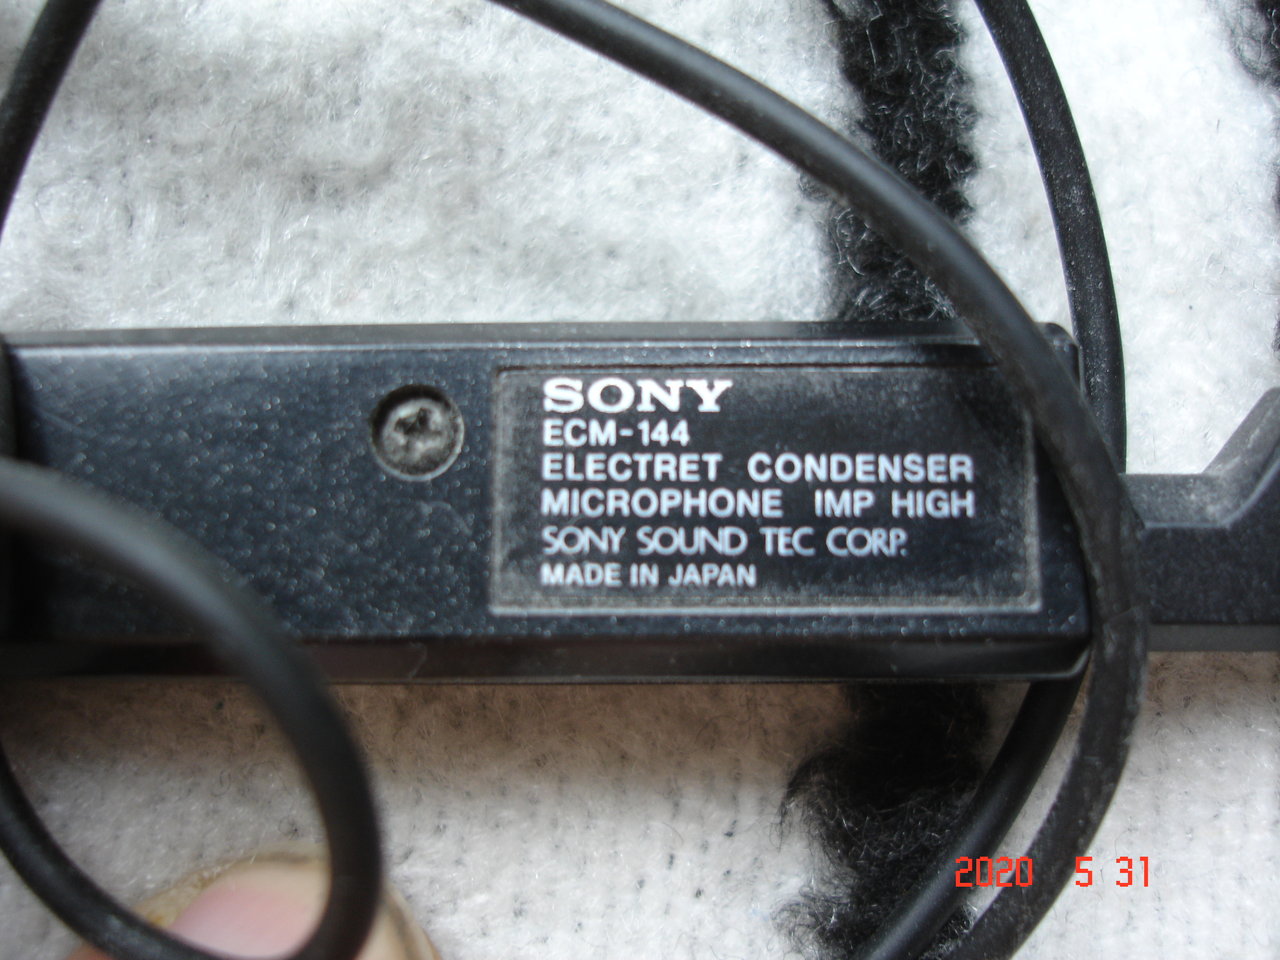 SONY
ECM-144
ELECTRET CONDENSER
MICROPHONE IMP HIGH
SONY SOUND TEC CORP.
MADE IN JAPAN
2020 5 31